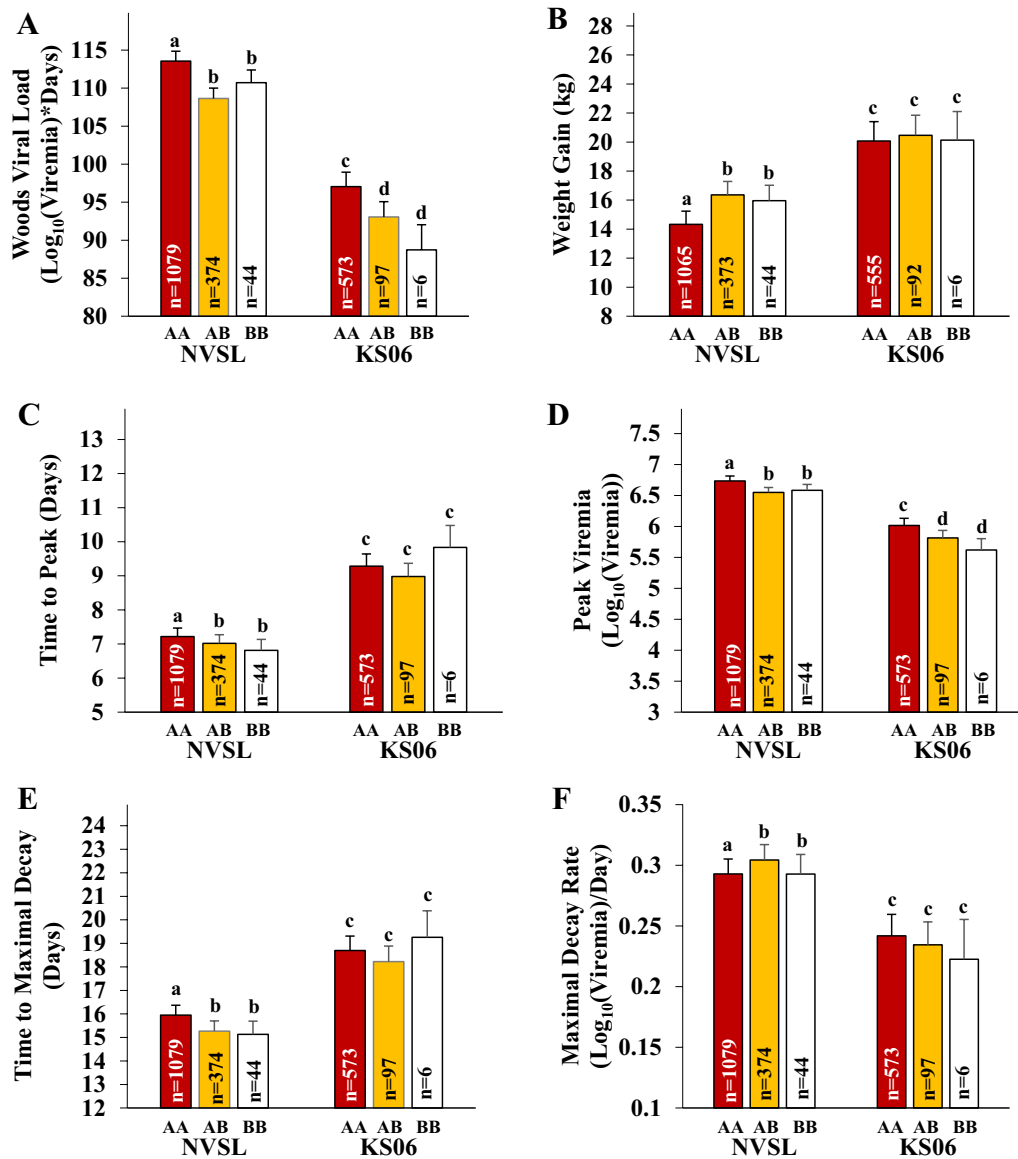 A
Woods Viral Load
(Log₁₀(Viremia)*Days)
115
110
105
100
95
90
85
80
a
b
b
c
d
d
n=1079
n=374
n=44
n=573
n=97
n=6
AA AB BB AA AB BB
NVSL KS06
B
Weight Gain (kg)
28
26
24
22
20
18
16
14
12
10
8
a
b
b
c
c
c
n=1065
n=373
n=44
n=555
n=92
n=6
AA AB BB AA AB BB
NVSL KS06
C
Time to Peak (Days)
13
12
11
10
9
8
7
6
5
a
b
b
c
c
c
n=1079
n=374
n=44
n=573
n=97
n=6
AA AB BB AA AB BB
NVSL KS06
D
Peak Viremia
(Log₁₀(Viremia))
7.5
7
6.5
6
5.5
5
4.5
4
3.5
3
a
b
b
c
d
d
n=1079
n=374
n=44
n=573
n=97
n=6
AA AB BB AA AB BB
NVSL KS06
E
Time to Maximal Decay
(Days)
24
23
22
21
20
19
18
17
16
15
14
13
12
a
b
b
c
c
c
n=1079
n=374
n=44
n=573
n=97
n=6
AA AB BB AA AB BB
NVSL KS06
F
Maximal Decay Rate
(Log₁₀(Viremia)/Day)
0.35
0.3
0.25
0.2
0.15
0.1
a
b
b
c
c
c
n=1079
n=374
n=44
n=573
n=97
n=6
AA AB BB AA AB BB
NVSL KS06